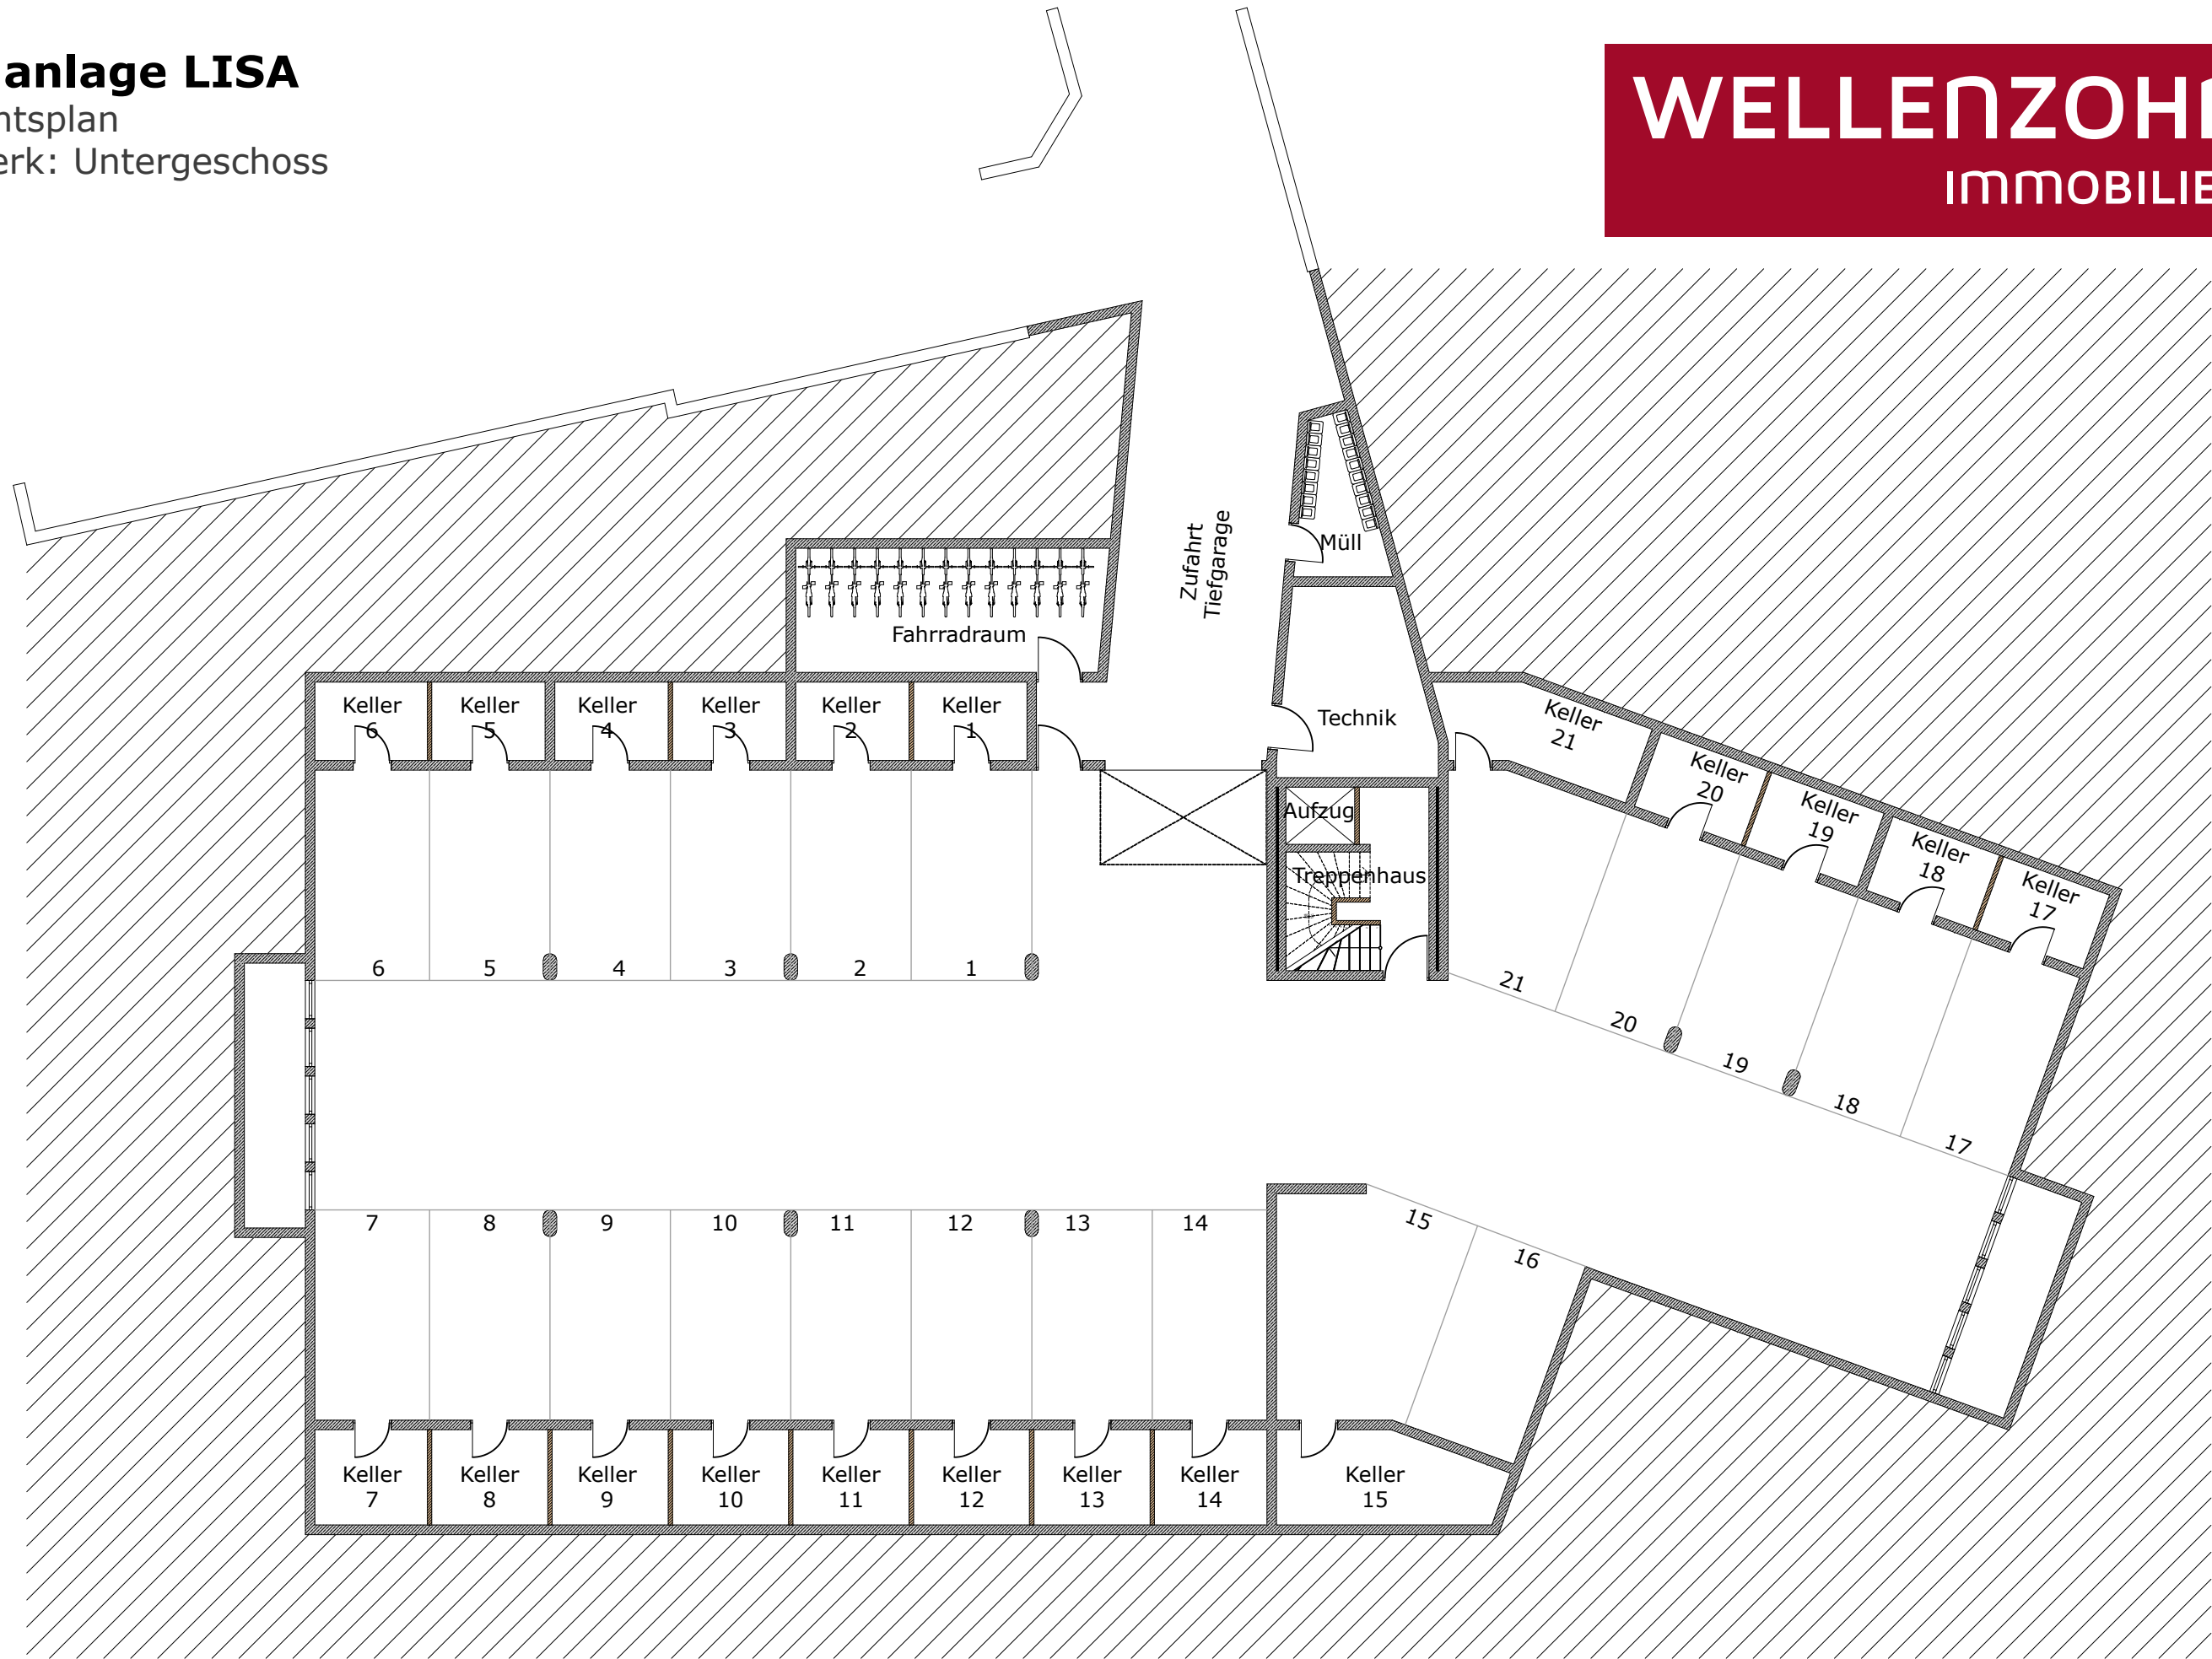 anlage LISA
ntsplan
erk: Untergeschoss
WELLENZOH
IMMOBILIE
Zufahrt
Tiefgarage
Müll
Fahrradraum
Technik
Keller
6
Keller
5
Keller
4
Keller
3
Keller
2
Keller
1
Keller
21
Keller
20
Keller
19
Keller
18
Keller
17
Aufzug
Treppenhaus
6
5
4
3
2
1
21
20
19
18
17
7
8
9
10
11
12
13
14
15
16
Keller
7
Keller
8
Keller
9
Keller
10
Keller
11
Keller
12
Keller
13
Keller
14
Keller
15